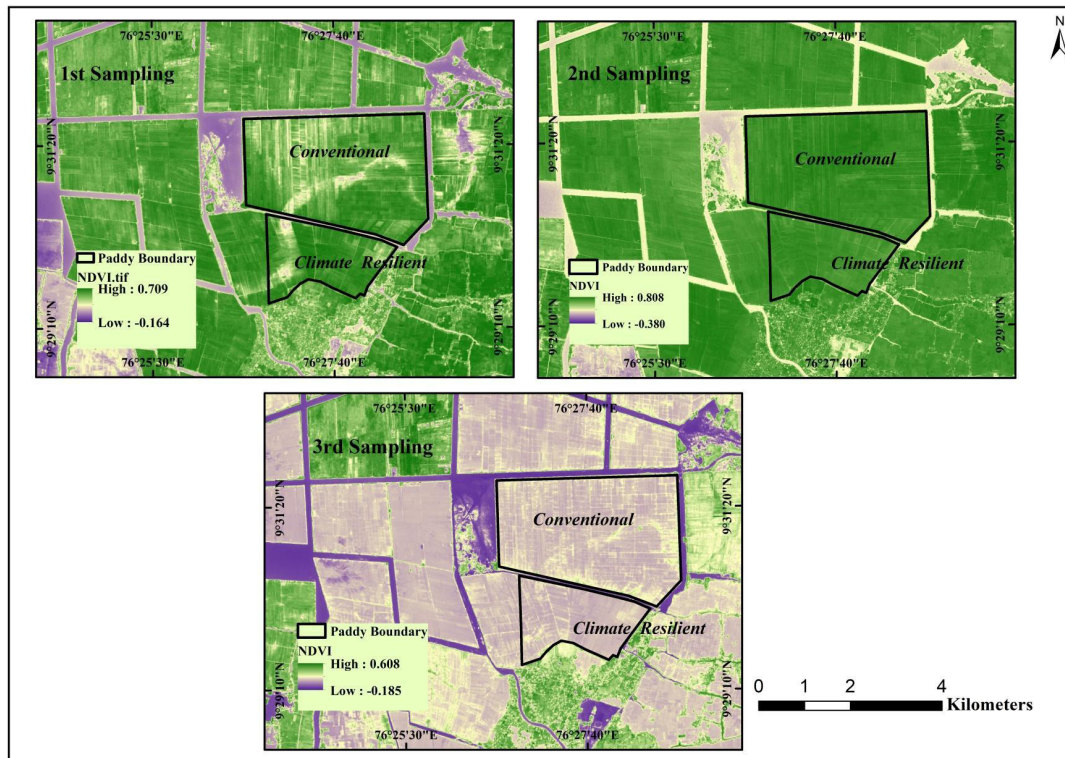 N
76°25'30"E 76°27'40"E
1st Sampling
9°31'20"N 9°31'20"N
Conventional
Climate Resilient
Paddy Boundary
NDVI.tif
High : 0.709
Low : -0.164
9°29'10"N 9°29'10"N
76°25'30"E 76°27'40"E
76°25'30"E 76°27'40"E
2nd Sampling
9°31'20"N 9°31'20"N
Conventional
Climate Resilient
Paddy Boundary
NDVI
High : 0.808
Low : -0.380
9°29'10"N 9°29'10"N
76°25'30"E 76°27'40"E
76°25'30"E 76°27'40"E
3rd Sampling
9°31'20"N 9°31'20"N
Conventional
Climate Resilient
Paddy Boundary
NDVI
High : 0.608
Low : -0.185
9°29'10"N 9°29'10"N
76°25'30"E 76°27'40"E
0 1 2 4
Kilometers